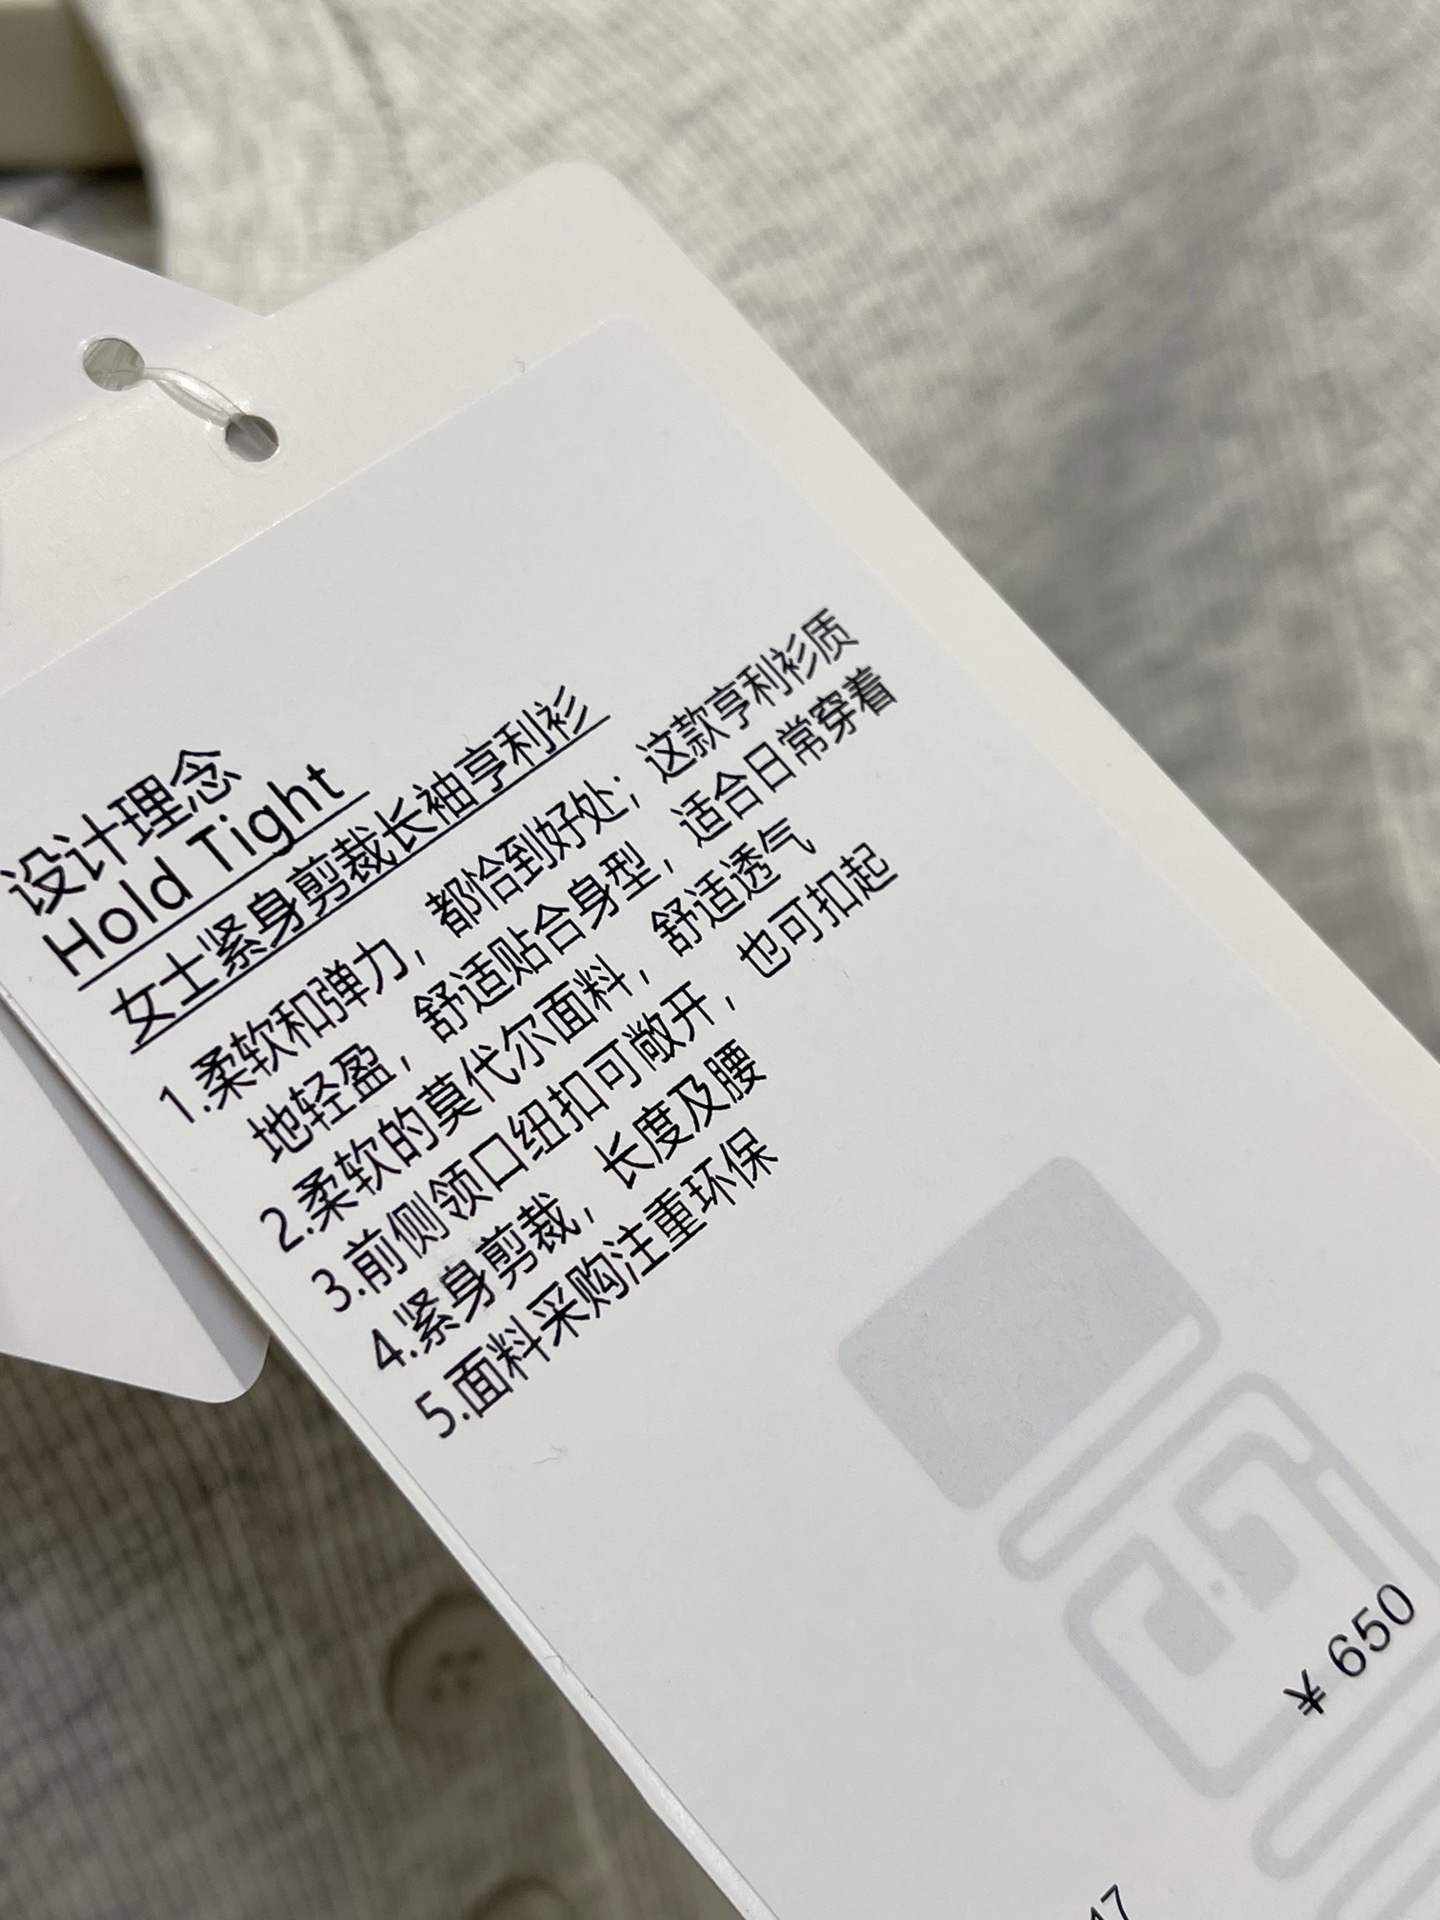 设计理念
Hold Tight
女士紧身剪裁长袖亨利衫
1.柔软和弹力，都恰到好处；这款亨利衫质
地轻盈，舒适贴合身型，适合日常穿着
2.柔软的莫代尔面料，舒适透气
3.前侧领口纽扣可敞开，也可扣起
4.紧身剪裁，长度及腰
5.面料采购注重环保
¥ 650
17